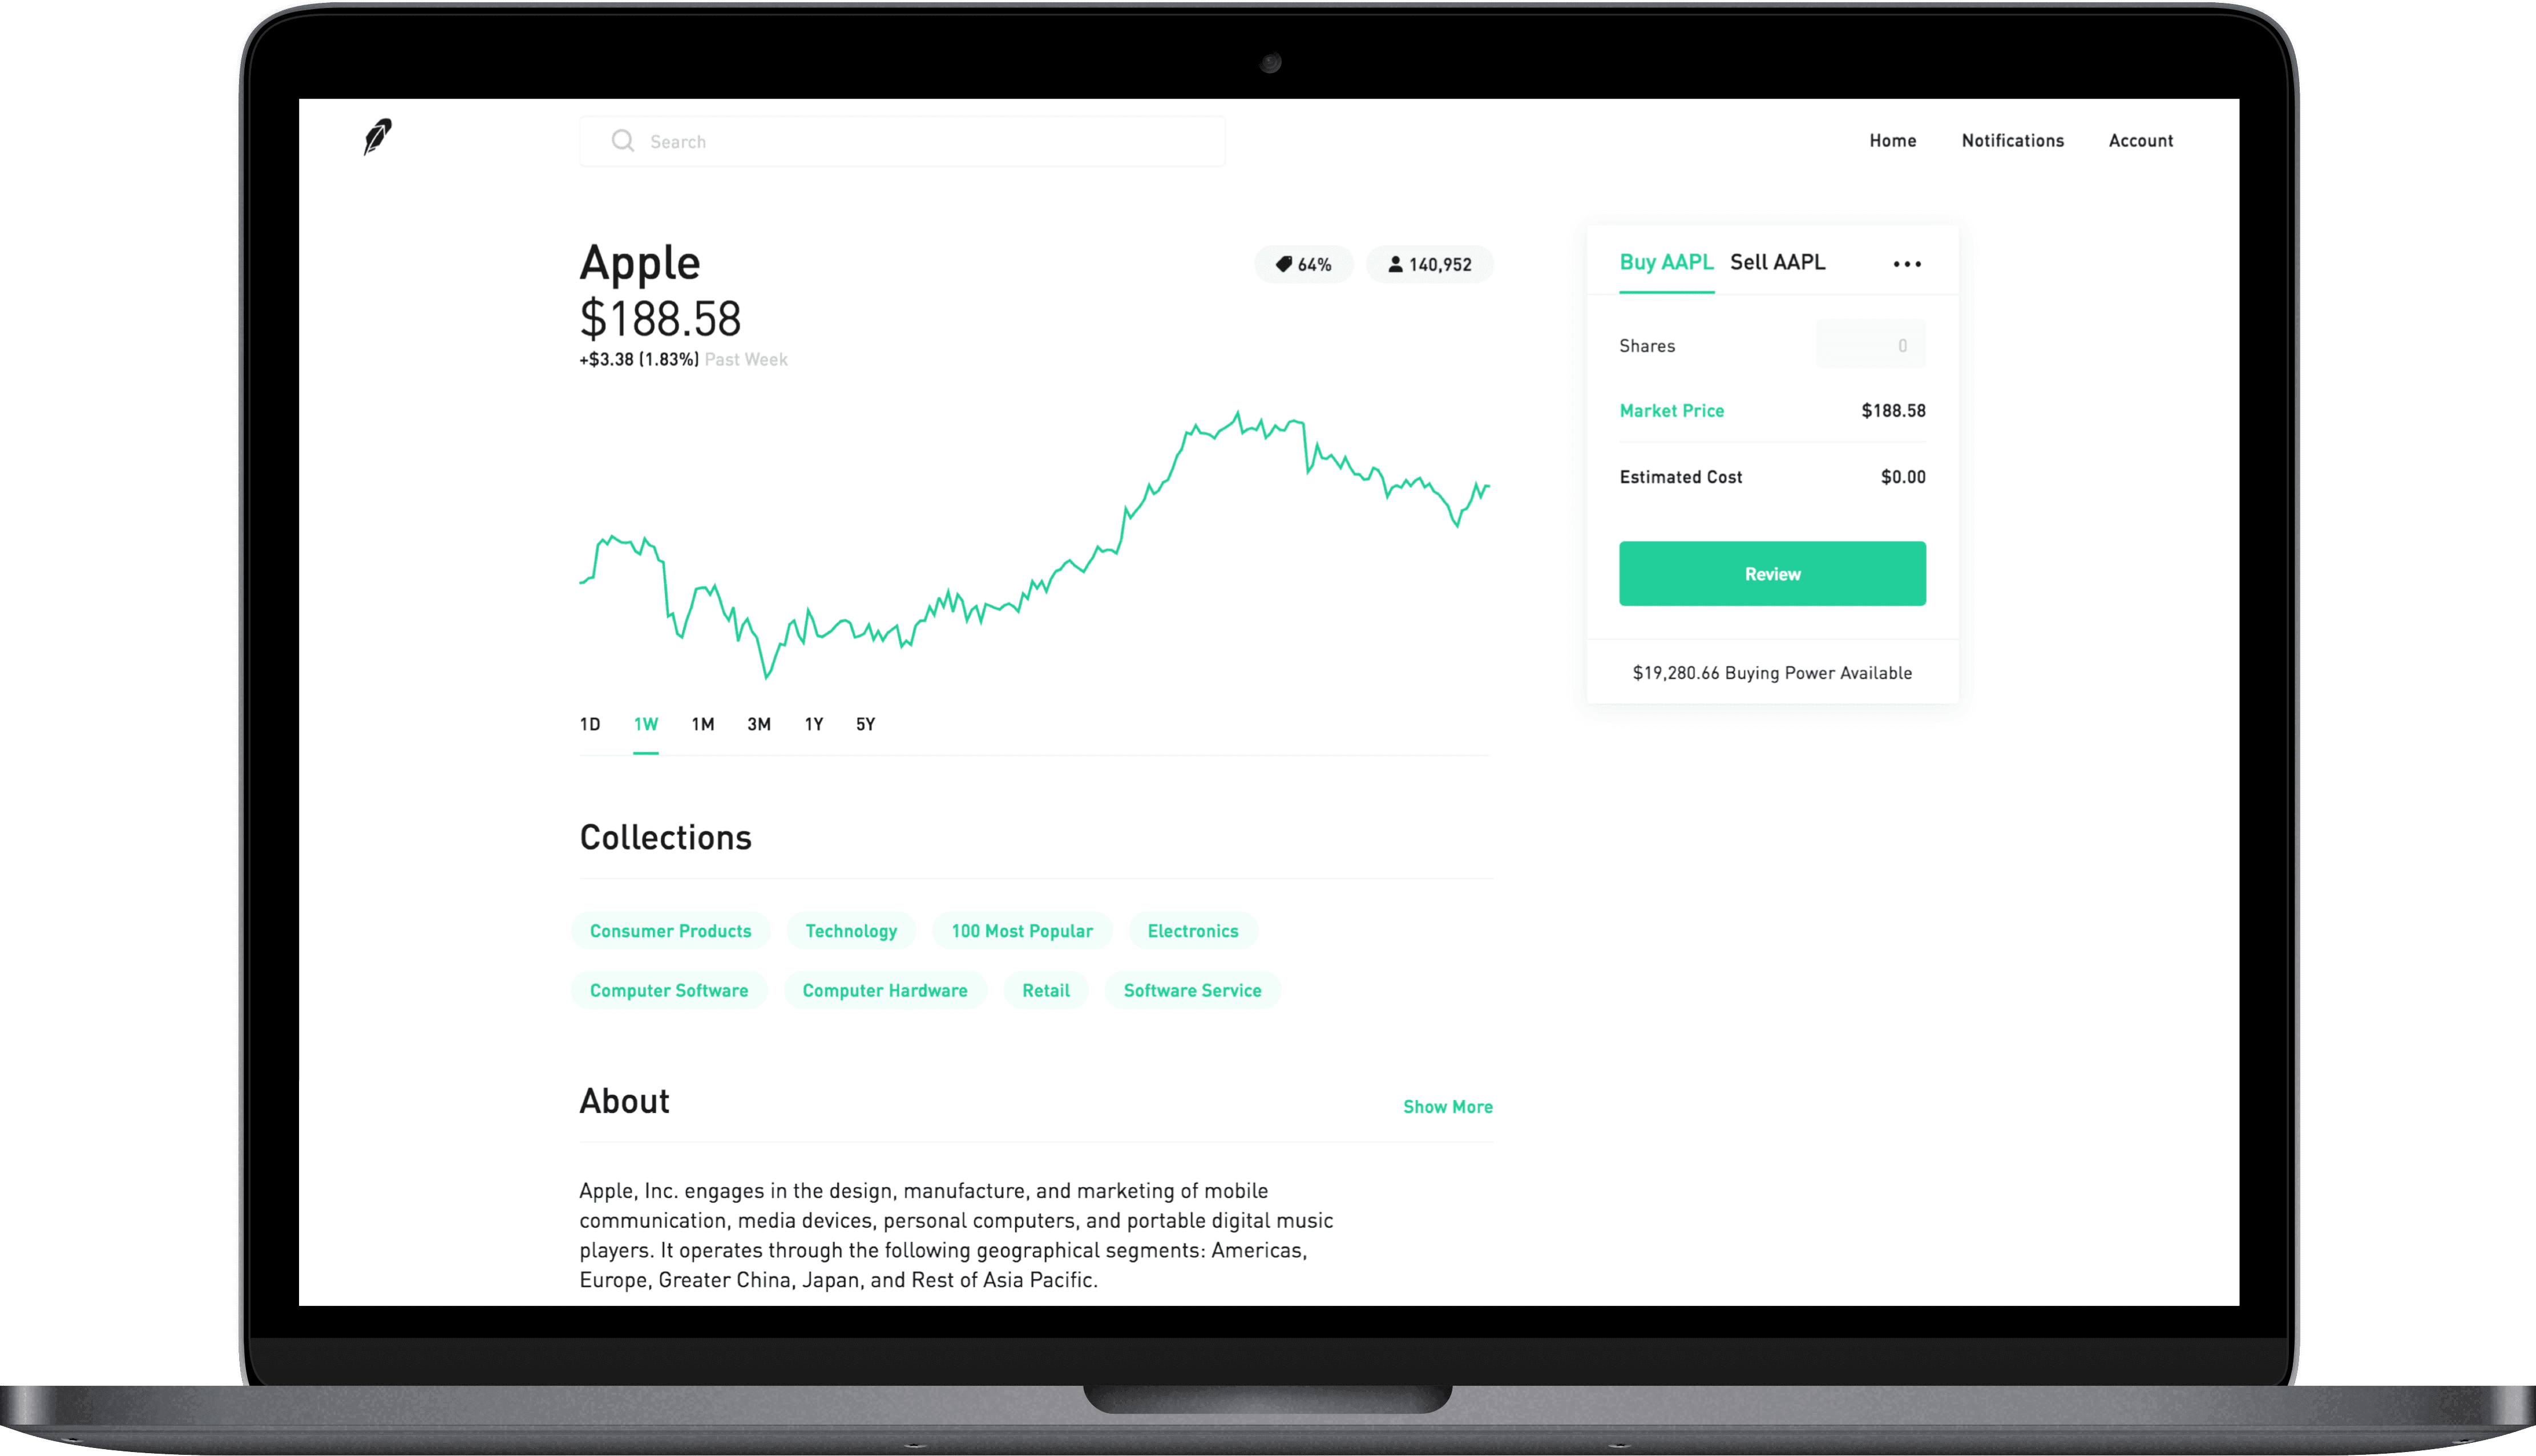 Search
Home Notifications Account
Apple
64% 140,952
$188.58
+$3.38 (1.83%) Past Week
1D 1W 1M 3M 1Y 5Y
Buy AAPL Sell AAPL
Shares 0
Market Price $188.58
Estimated Cost $0.00
Review
$19,280.66 Buying Power Available
Collections
Consumer Products Technology 100 Most Popular Electronics
Computer Software Computer Hardware Retail Software Service
About Show More
Apple, Inc. engages in the design, manufacture, and marketing of mobile
communication, media devices, personal computers, and portable digital music
players. It operates through the following geographical segments: Americas,
Europe, Greater China, Japan, and Rest of Asia Pacific.